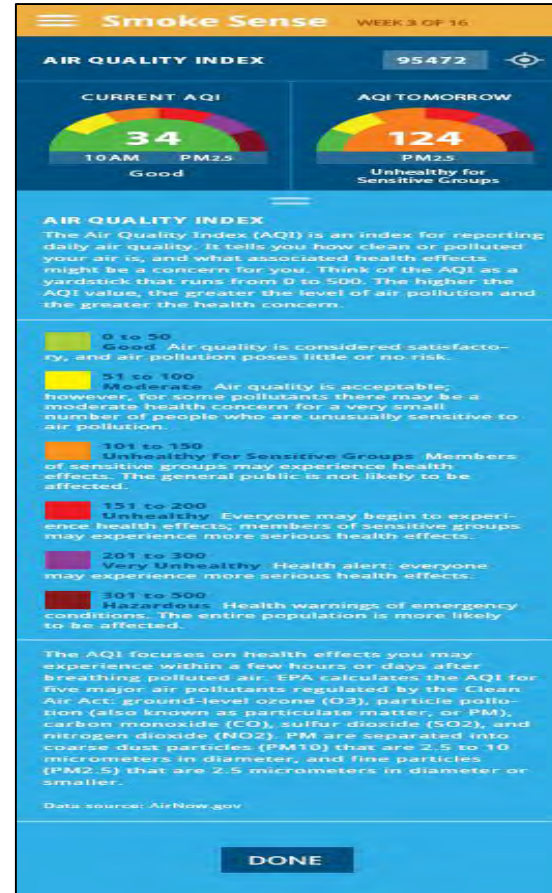 Smoke Sense WEEK 3 OF 16
AIR QUALITY INDEX 95472
CURRENT AQI
34
10AM PM2.5
Good
AQI TOMORROW
124
PM2.5
Unhealthy for
Sensitive Groups
AIR QUALITY INDEX
The Air Quality Index (AQI) is an index for reporting
daily air quality. It tells you how clean or polluted
your air is, and what associated health effects
might be a concern for you. Think of the AQI as a
yardstick that runs from 0 to 500. The higher the
AQI value, the greater the level of air pollution and
the greater the health concern.
0 to 50
Good Air quality is considered satisfacto-
ry, and air pollution poses little or no risk.
51 to 100
Moderate Air quality is acceptable;
however, for some pollutants there may be a
moderate health concern for a very small
number of people who are unusually sensitive to
air pollution.
101 to 150
Unhealthy for Sensitive Groups Members
of sensitive groups may experience health
effects. The general public is not likely to be
affected.
151 to 200
Unhealthy Everyone may begin to experi-
ence health effects; members of sensitive groups
may experience more serious health effects.
201 to 300
Very Unhealthy Health alert: everyone
may experience more serious health effects.
301 to 500
Hazardous Health warnings of emergency
conditions. The entire population is more likely
to be affected.
The AQI focuses on health effects you may
experience within a few hours or days after
breathing polluted air. EPA calculates the AQI for
five major air pollutants regulated by the Clean
Air Act: ground-level ozone (O3), particle pollu-
tion (also known as particulate matter, or PM),
carbon monoxide (CO), sulfur dioxide (SO2), and
nitrogen dioxide (NO2). PM are separated into
coarse dust particles (PM10) that are 2.5 to 10
micrometers in diameter, and fine particles
(PM2.5) that are 2.5 micrometers in diameter or
smaller.
Data source: AirNow.gov
DONE